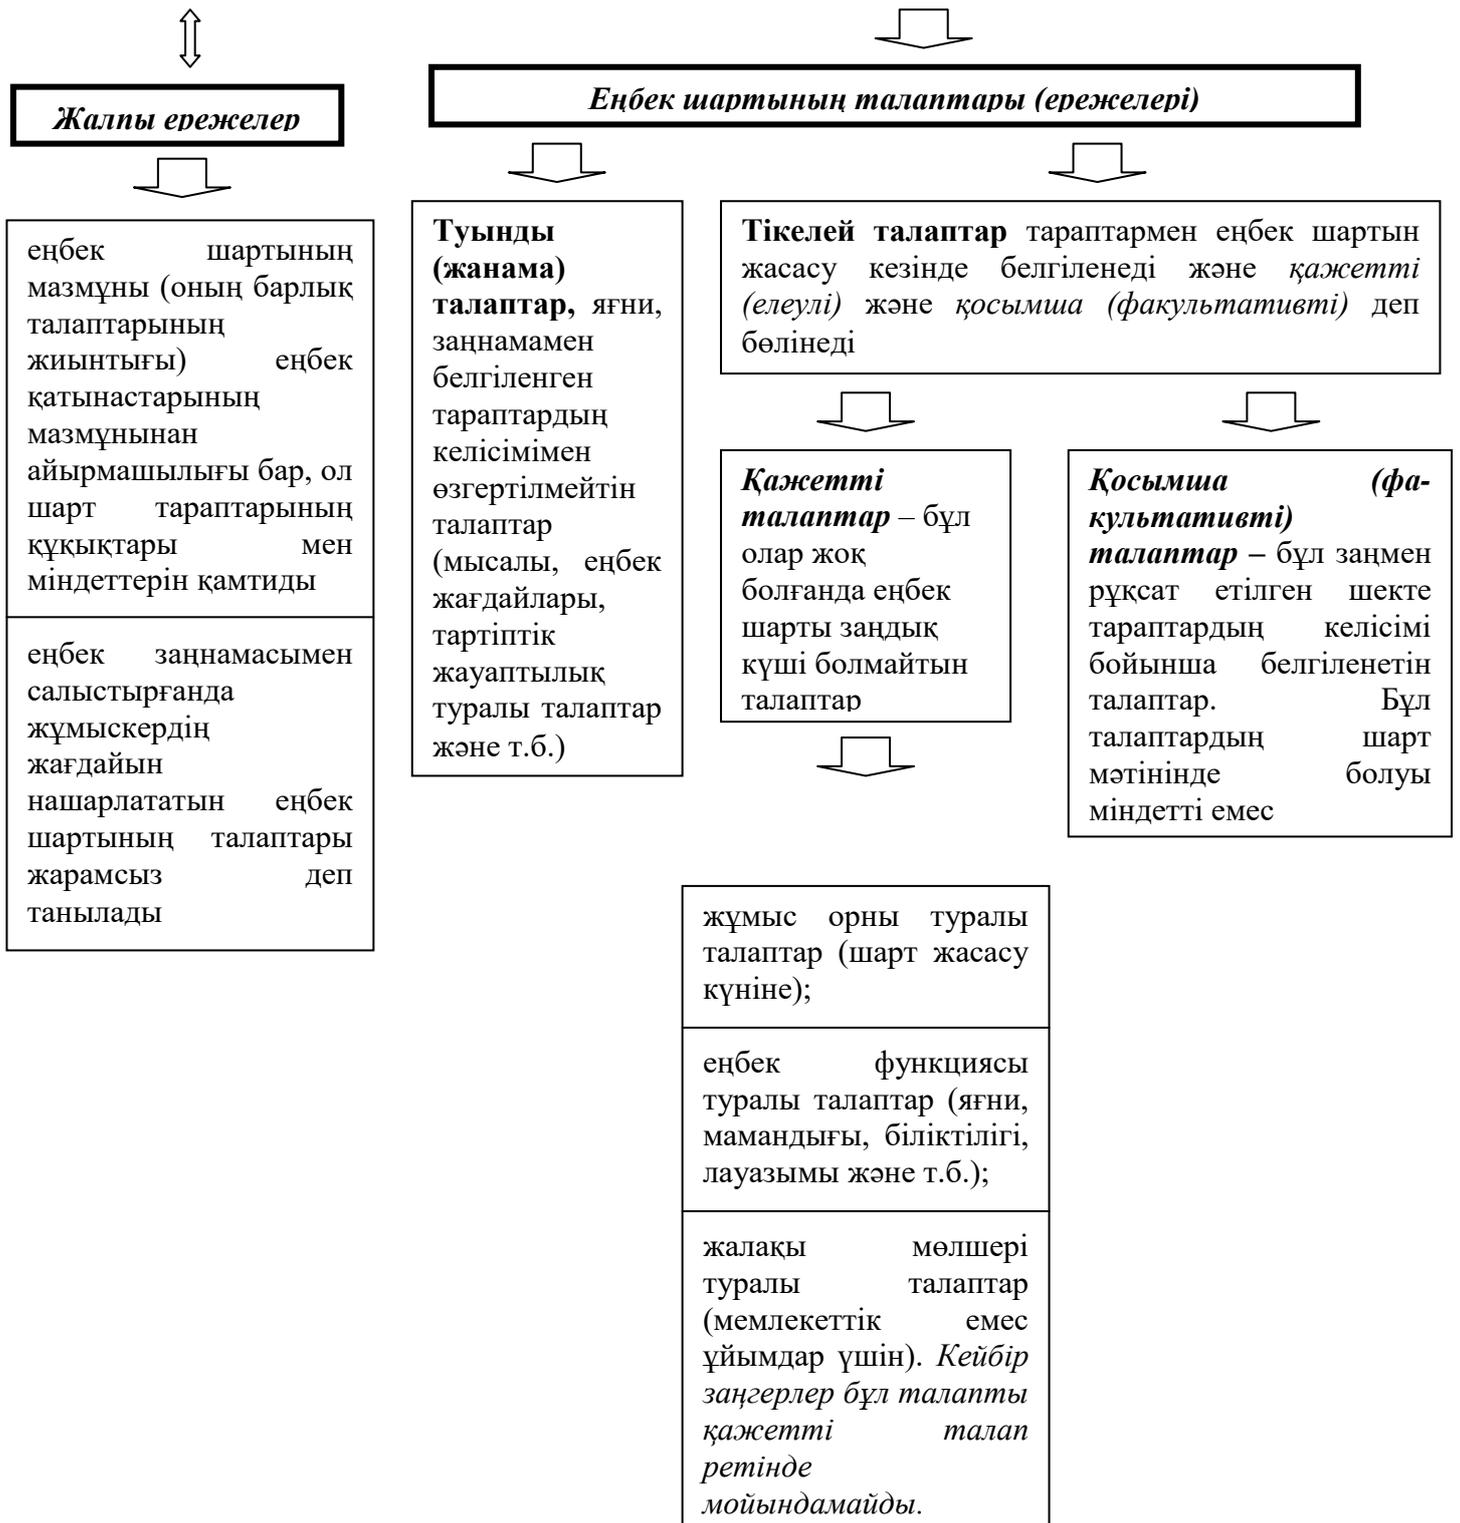 Жалпы ережелер
еңбек шартының
мазмұны (оның барлық
талаптарының
жиынтығы) еңбек
қатынастарының
мазмұнынан
айырмашылығы бар, ол
шарт тараптарының
құқықтары мен
міндеттерін қамтиды
еңбек заңнамасымен
салыстырғанда
жұмыскердің
жағдайын
нашарлататын еңбек
шартының талаптары
жарамсыз деп
танылады
Еңбек шартының талаптары (ережелері)
Туынды
(жанама)
талаптар, яғни,
заңнамамен
белгіленген
тараптардың
келісімімен
өзгертілмейтін
талаптар
(мысалы, еңбек
жағдайлары,
тәртіптік
жауаптылық
туралы талаптар
және т.б.)
Тікелей талаптар тараптармен еңбек шартын
жасасу кезінде белгіленеді және қажетті
(елеулі) және қосымша (факультативті) деп
бөлінеді
Қажетті
талаптар – бұл
олар жоқ
болғанда еңбек
шарты заңдық
күші болмайтын
талаптар
жұмыс орны туралы
талаптар (шарт жасасу
күніне);
еңбек функциясы
туралы талаптар (яғни,
мамандығы, біліктілігі,
лауазымы және т.б.);
жалақы мөлшері
туралы талаптар
(мемлекеттік емес
ұйымдар үшін). Кейбір
заңгерлер бұл талапты
қажетті талап
ретінде
мойындамайды.
Қосымша (фа-
культативті)
талаптар – бұл заңмен
рұқсат етілген шекте
тараптардың келісімі
бойынша белгіленетін
талаптар. Бұл
талаптардың шарт
мәтінінде болуы
міндетті емес